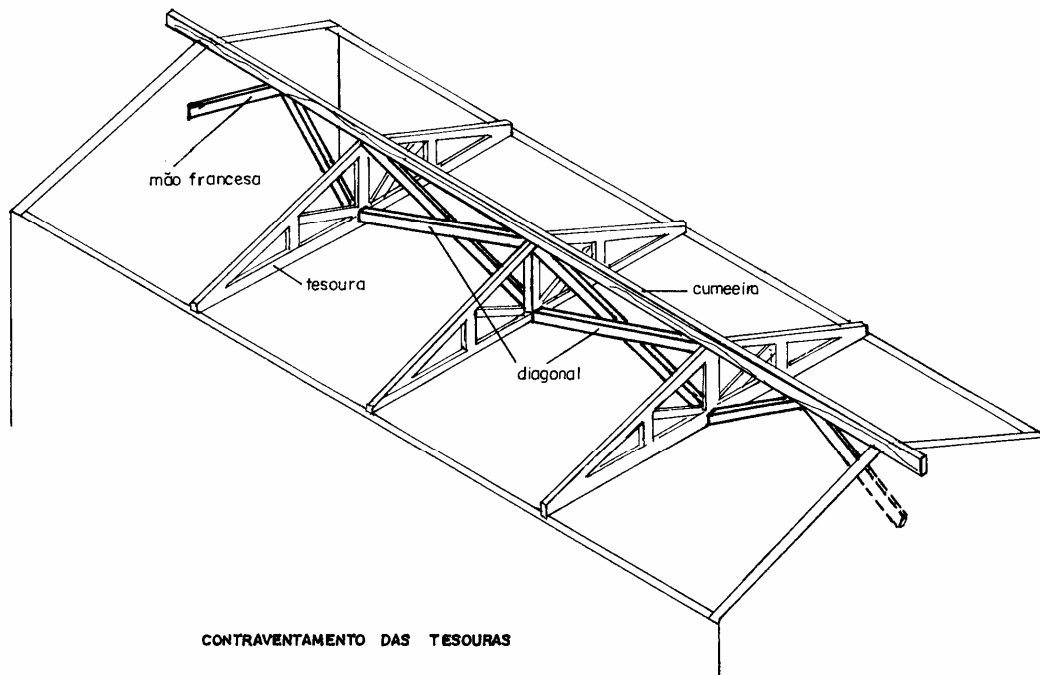 mão francesa
tesoura
cumeeira
diagonal
CONTRAVENTAMENTO DAS TESOURAS